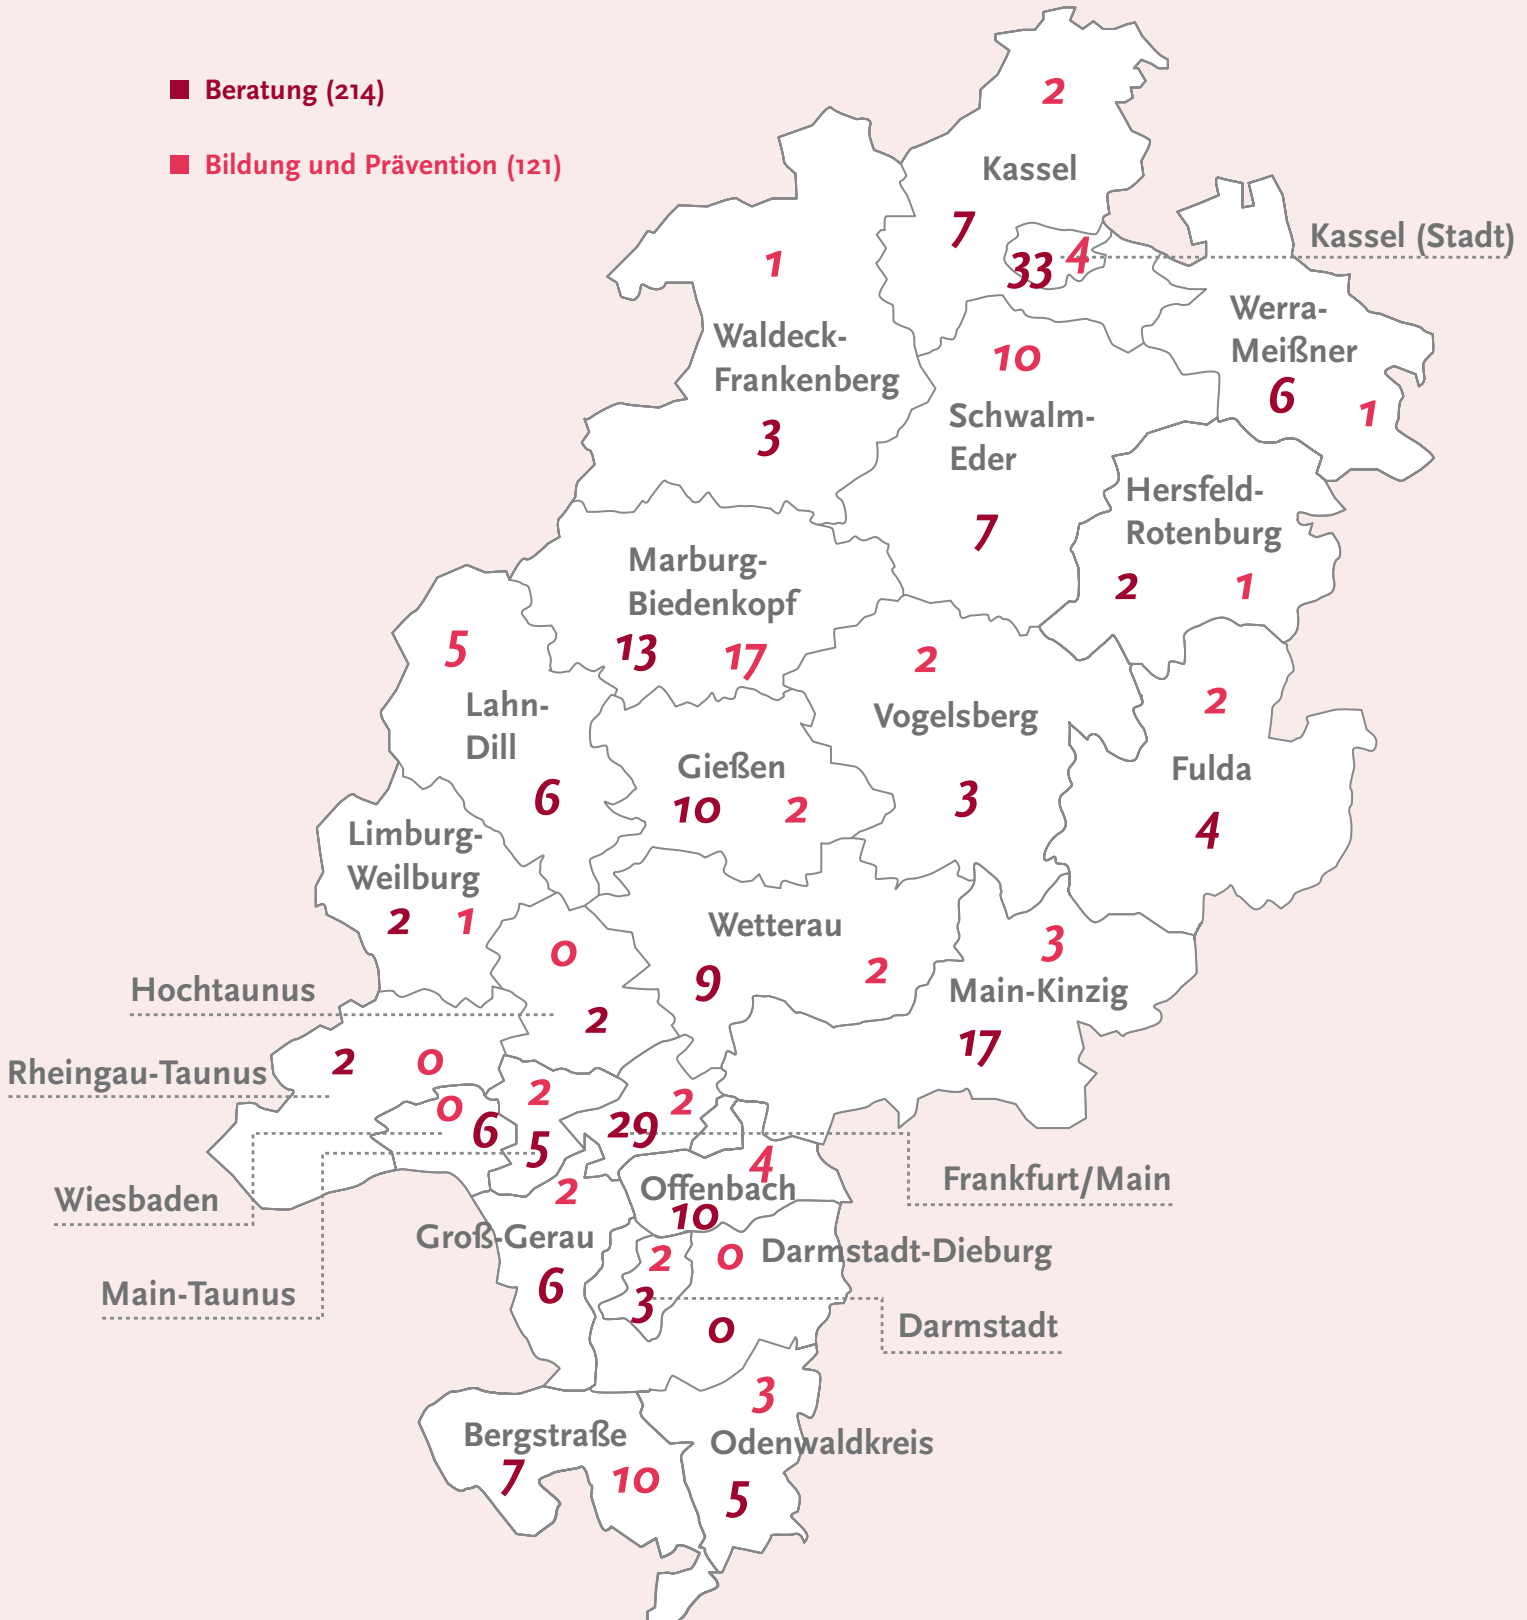 Beratung (214)
Bildung und Prävention (121)
2
Kassel
7
33 4
Kassel (Stadt)
1
Waldeck-
Frankenberg
3
Werra-
Meißner
6 1
10
Schwalm-
Eder
7
Hersfeld-
Rotenburg
2 1
Marburg-
Biedenkopf
13 17
5
Lahn-
Dill
6
2
Vogelsberg
3
2
Fulda
4
Gießen
10 2
Limburg-
Weilburg
2 1
Wetterau
9 2
3
Main-Kinzig
17
0
2
Hochtaunus
2 0
Rheingau-Taunus
0 6
Wiesbaden
2
5
Main-Taunus
2
29
Frankfurt/Main
4
Offenbach
10
2
Groß-Gerau
6
0 Darmstadt-Dieburg
0
2
3
Darmstadt
3
Odenwaldkreis
5
Bergstraße
7 10